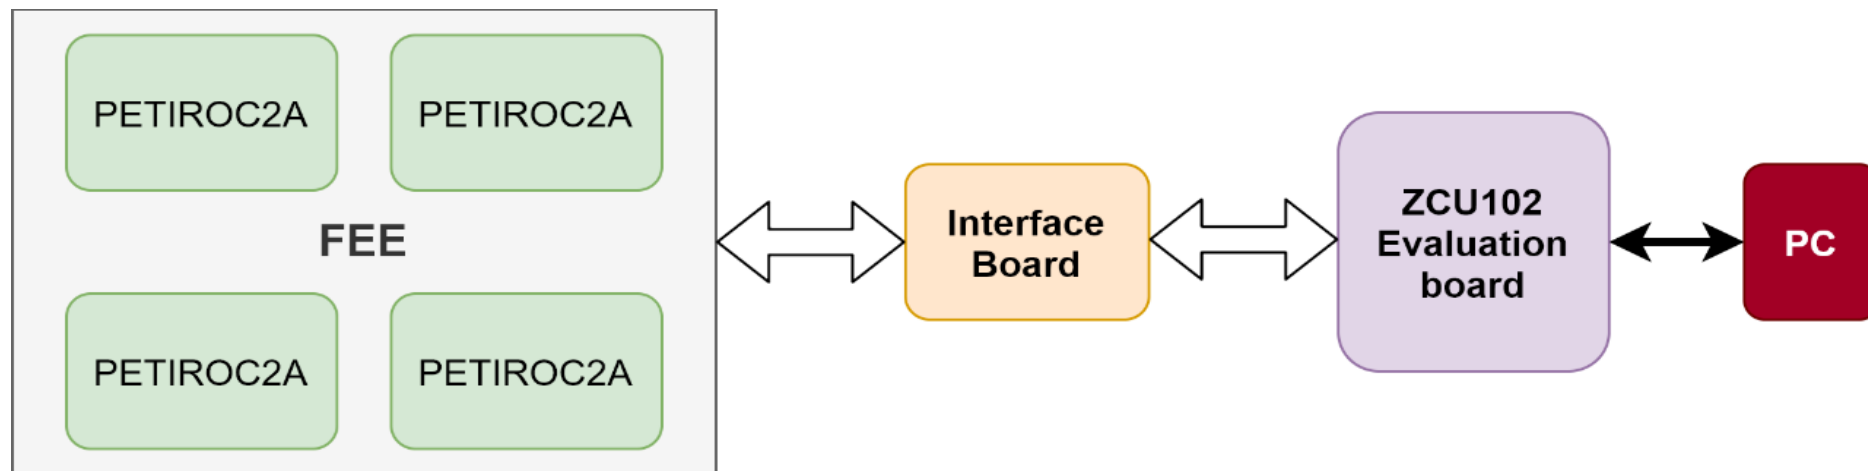 PETIROC2A
PETIROC2A
FEE
PETIROC2A
PETIROC2A
Interface
Board
ZCU102
Evaluation
board
PC